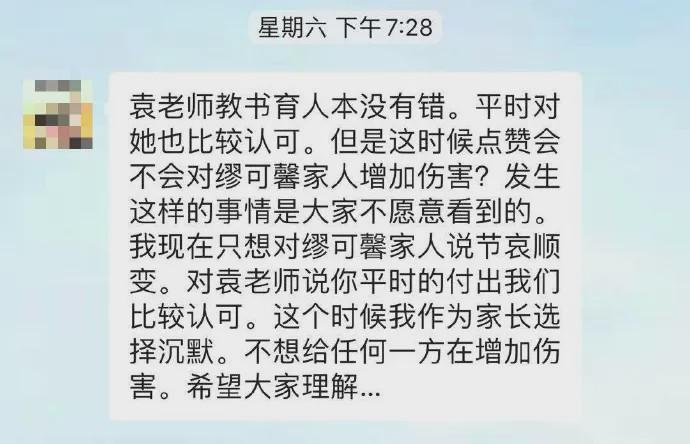 星期六 下午7:28
袁老师教书育人本没有错。平时对
她也比较认可。但是这时候点赞会
不会对缪可馨家人增加伤害？发生
这样的事情是大家不愿意看到的。
我现在只想对缪可馨家人说节哀顺
变。对袁老师说你平时的付出我们
比较认可。这个时候我作为家长选
择沉默。不想给任何一方在增加伤
害。希望大家理解...